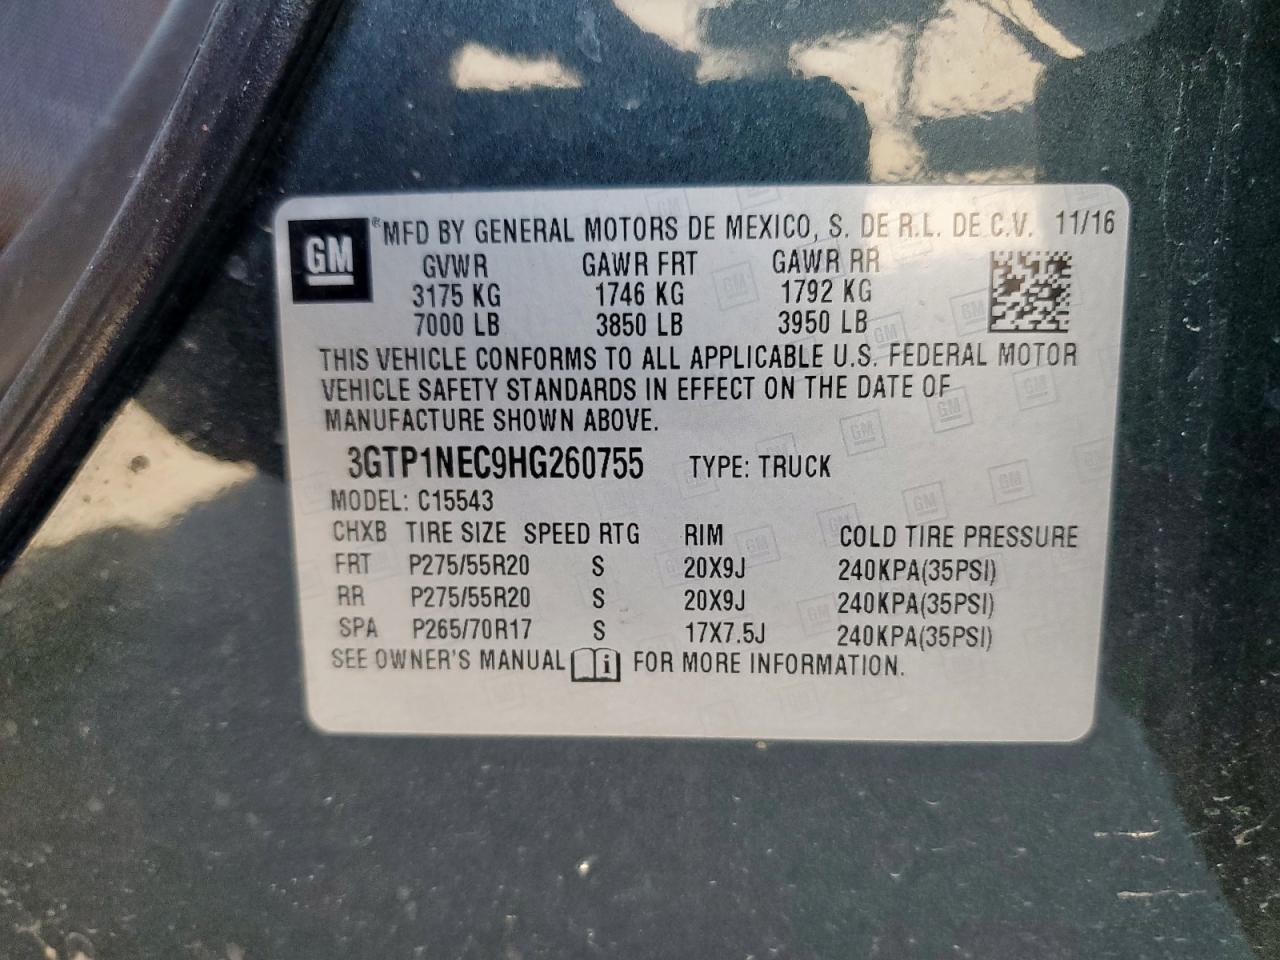 GM ®MFD BY GENERAL MOTORS DE MEXICO, S. DE R.L. DE C.V. 11/16
GVWR GAWR FRT GAWR RR
3175 KG 1746 KG 1792 KG
7000 LB 3850 LB 3950 LB
THIS VEHICLE CONFORMS TO ALL APPLICABLE U.S. FEDERAL MOTOR
VEHICLE SAFETY STANDARDS IN EFFECT ON THE DATE OF
MANUFACTURE SHOWN ABOVE.
3GTP1NEC9HG260755 TYPE: TRUCK
MODEL: C15543
CHXB TIRE SIZE SPEED RTG RIM COLD TIRE PRESSURE
FRT P275/55R20 S 20X9J 240KPA(35PSI)
RR P275/55R20 S 20X9J 240KPA(35PSI)
SPA P265/70R17 S 17X7.5J 240KPA(35PSI)
SEE OWNER'S MANUAL i FOR MORE INFORMATION.